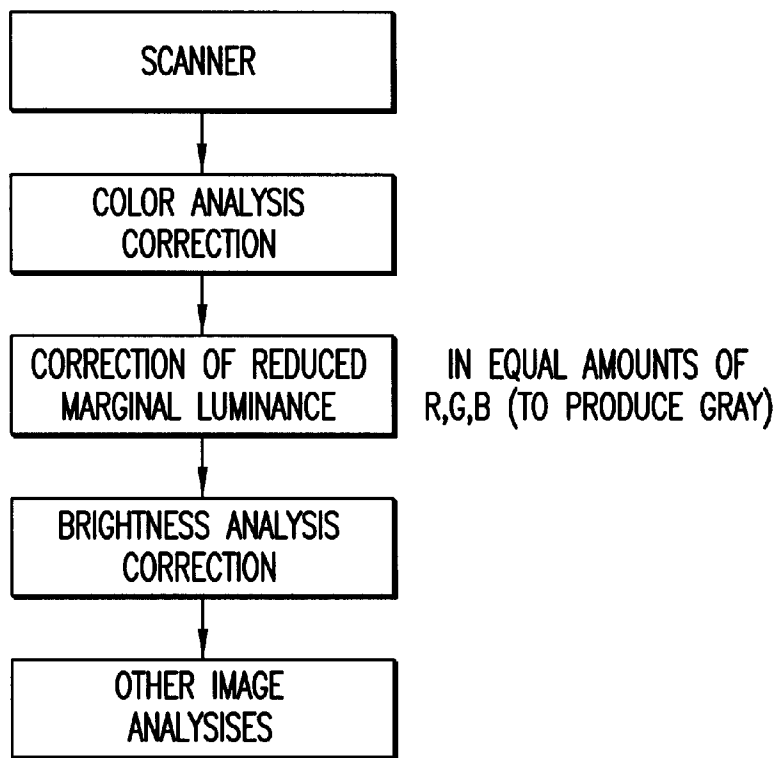 SCANNER
COLOR ANALYSIS
CORRECTION
CORRECTION OF REDUCED
MARGINAL LUMINANCE
IN EQUAL AMOUNTS OF
R,G,B (TO PRODUCE GRAY)
BRIGHTNESS ANALYSIS
CORRECTION
OTHER IMAGE
ANALYSISES